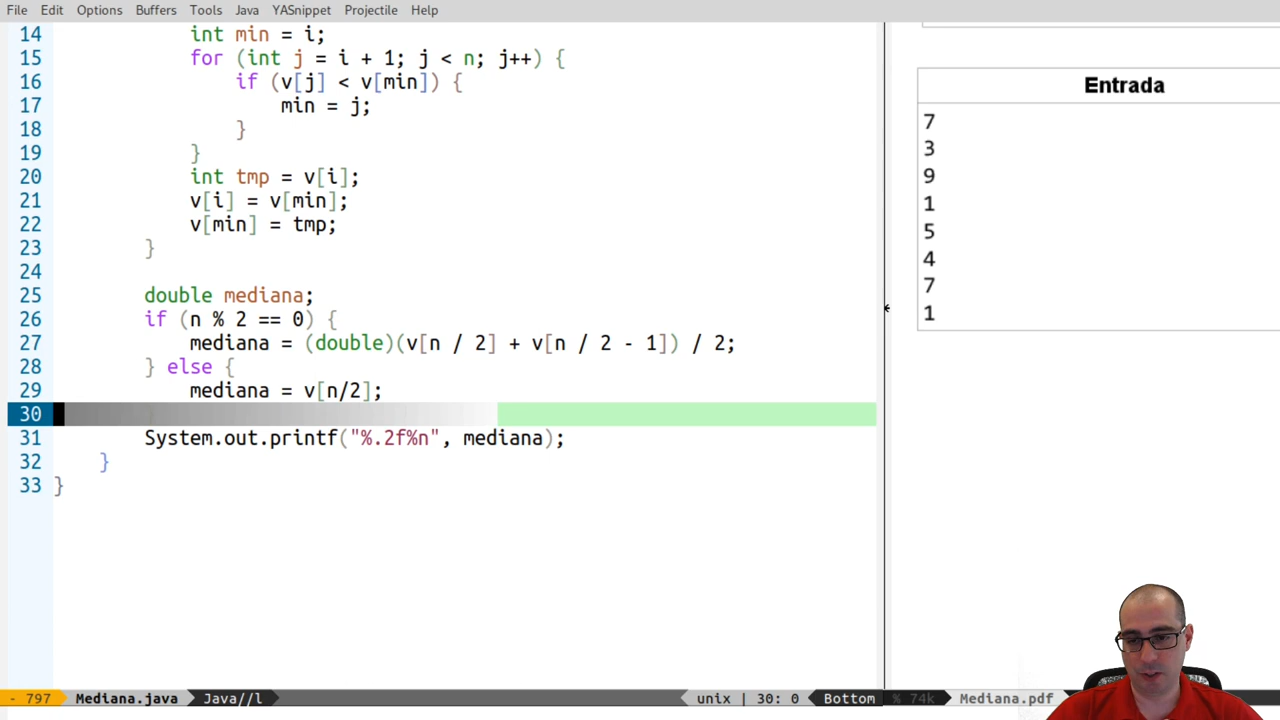 File Edit Options Buffers Tools Java YASnippet Projectile Help
14 int min = i;
15 for (int j = i + 1; j < n; j++) {
16 if (v[j] < v[min]) {
17 min = j;
18 }
19 }
20 int tmp = v[i];
21 v[i] = v[min];
22 v[min] = tmp;
23 }
24
25 double mediana;
26 if (n % 2 == 0) {
27 mediana = (double)(v[n / 2] + v[n / 2 - 1]) / 2;
28 } else {
29 mediana = v[n/2];
30
31 System.out.printf("%.2f%n", mediana);
32 }
33 }
- 797 Mediana.java Java//l unix | 30: 0 Bottom
Entrada
7
3
9
1
5
4
7
1
% 74k Mediana.pdf